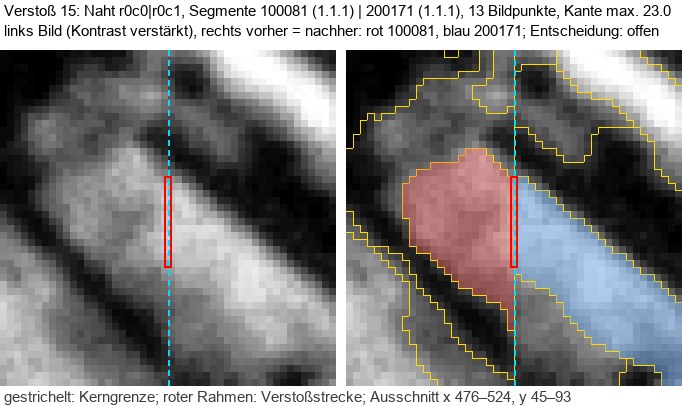 Verstoß 15: Naht r0c0|r0c1, Segmente 100081 (1.1.1) | 200171 (1.1.1), 13 Bildpunkte, Kante max. 23.0
links Bild (Kontrast verstärkt), rechts vorher = nachher: rot 100081, blau 200171; Entscheidung: offen
gestrichelt: Kerngrenze; roter Rahmen: Verstoßstrecke; Ausschnitt x 476–524, y 45–93